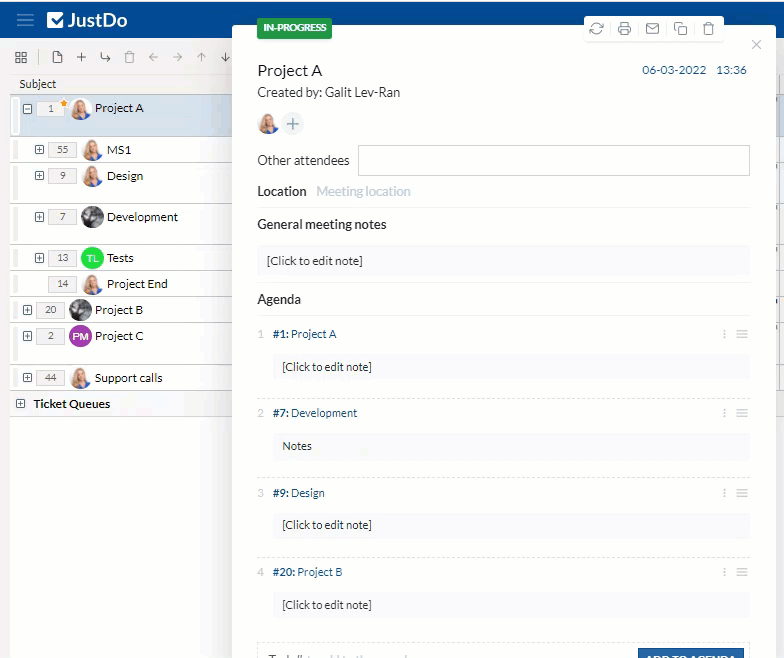 JustDo
Subject
1 Project A
55 MS1
9 Design
7 Development
13 TL Tests
14 Project End
20 Project B
2 PM Project C
44 Support calls
Ticket Queues
IN-PROGRESS
Project A
06-03-2022 13:36
Created by: Galit Lev-Ran
Other attendees
Location Meeting location
General meeting notes
[Click to edit note]
Agenda
1 #1: Project A
[Click to edit note]
2 #7: Development
Notes
3 #9: Design
[Click to edit note]
4 #20: Project B
[Click to edit note]
ADD TO AGENDA